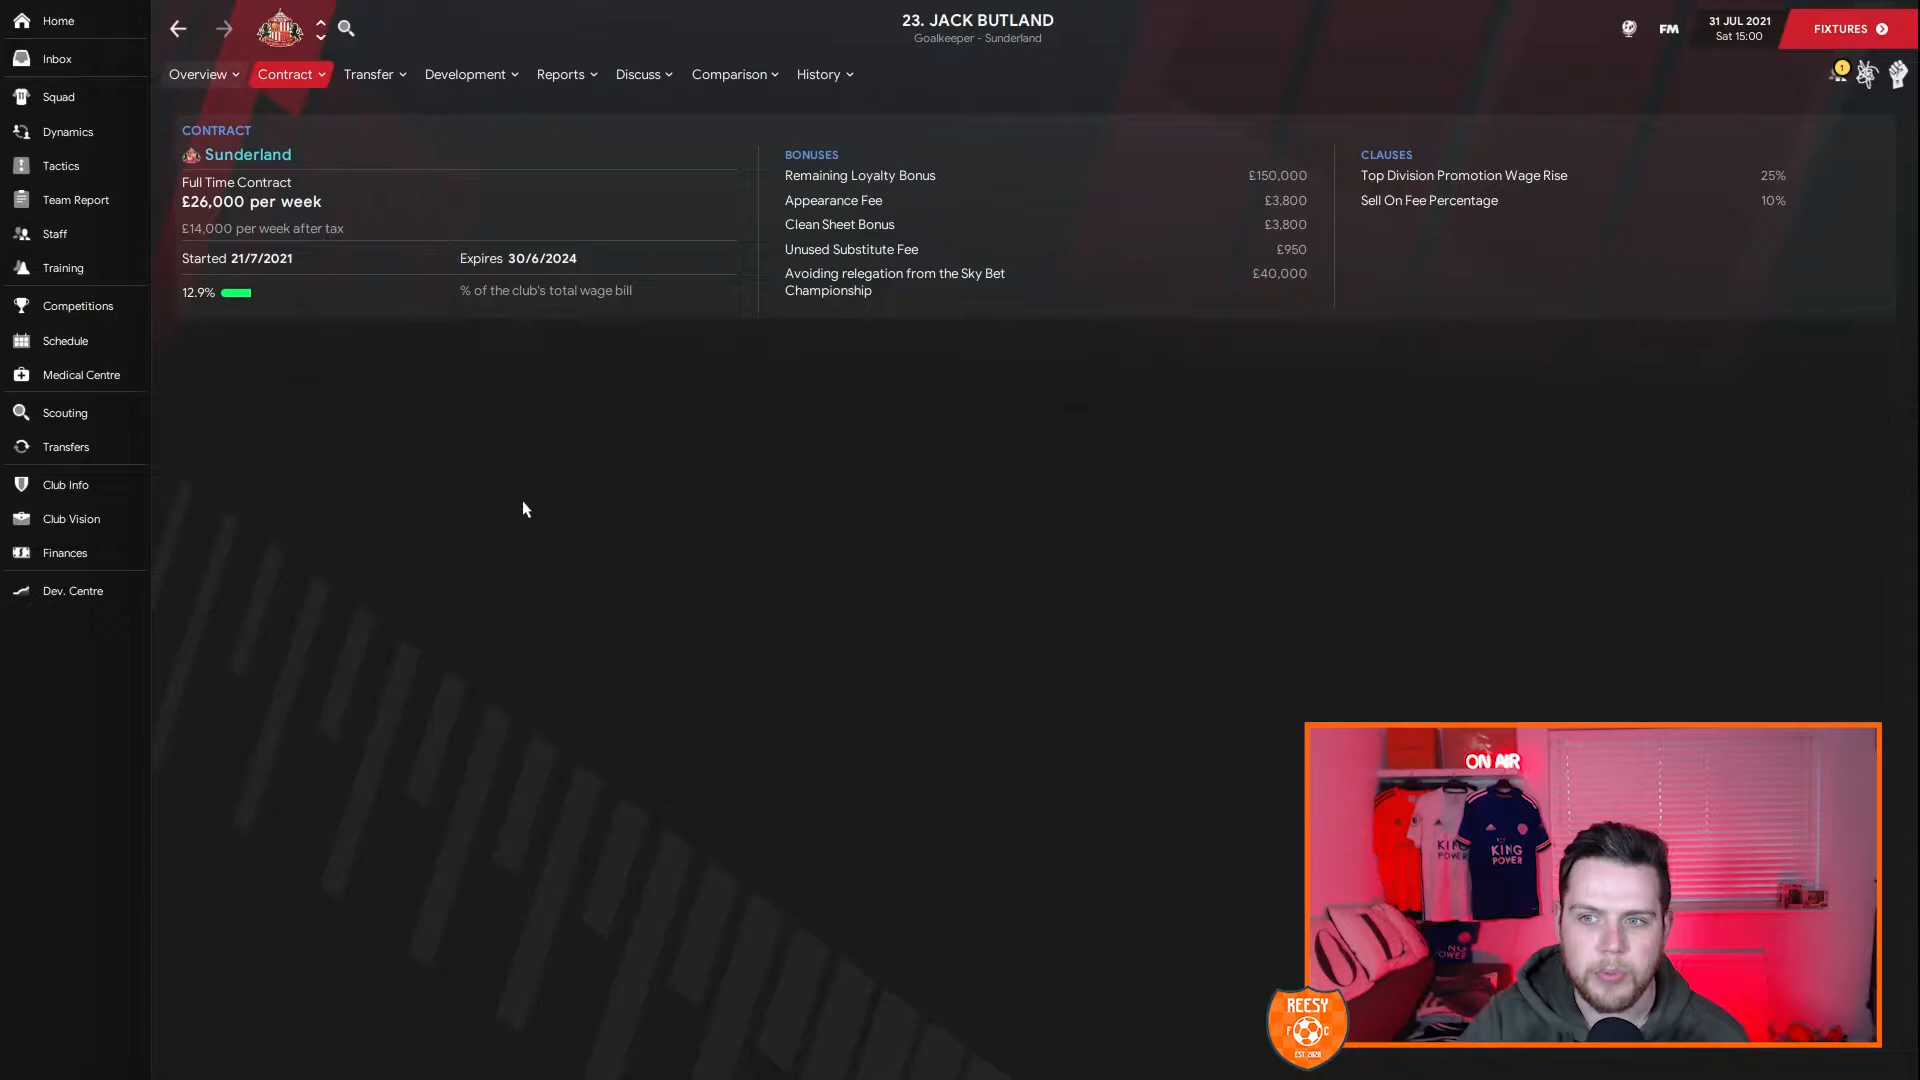 Home
Inbox
Squad
Dynamics
Tactics
Team Report
Staff
Training
Competitions
Schedule
Medical Centre
Scouting
Transfers
Club Info
Club Vision
Finances
Dev. Centre
23. JACK BUTLAND
Goalkeeper - Sunderland
FM
31 JUL 2021
Sat 15:00
FIXTURES
Overview Contract Transfer Development Reports Discuss Comparison History
1
CONTRACT
Sunderland
Full Time Contract
£26,000 per week
£14,000 per week after tax
Started 21/7/2021 Expires 30/6/2024
12.9% % of the club's total wage bill
BONUSES
Remaining Loyalty Bonus £150,000
Appearance Fee £3,800
Clean Sheet Bonus £3,800
Unused Substitute Fee £950
Avoiding relegation from the Sky Bet £40,000
Championship
CLAUSES
Top Division Promotion Wage Rise 25%
Sell On Fee Percentage 10%
ON AIR
KING
POWER
REESY
F C
EST. 2020